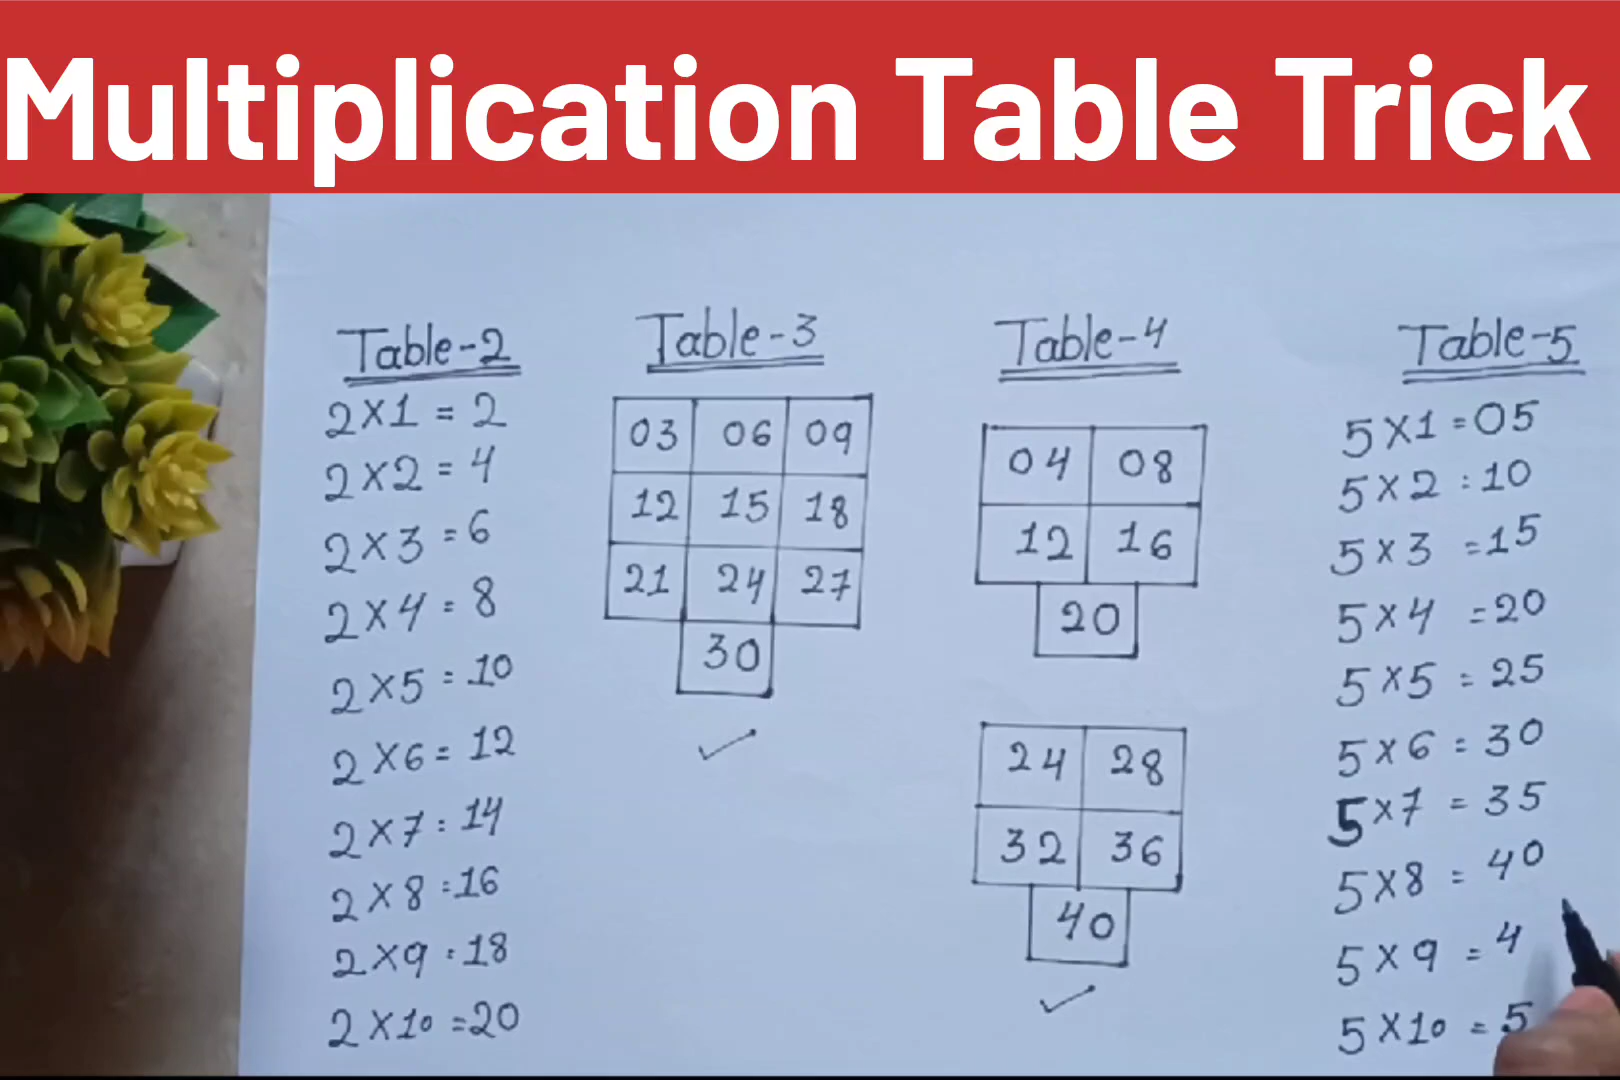 Multiplication Table Trick
Table-2
2X1 = 2
2X2 = 4
2X3 = 6
2X4 = 8
2X5 = 10
2X6 = 12
2X7 = 14
2X8 = 16
2X9 = 18
2X10 = 20
Table-3
03 06 09
12 15 18
21 24 27
30
Table-4
04 08
12 16
20
24 28
32 36
40
Table-5
5X1 = 05
5X2 = 10
5X3 = 15
5X4 = 20
5X5 = 25
5X6 = 30
5X7 = 35
5X8 = 40
5X9 = 4
5X10 = 5